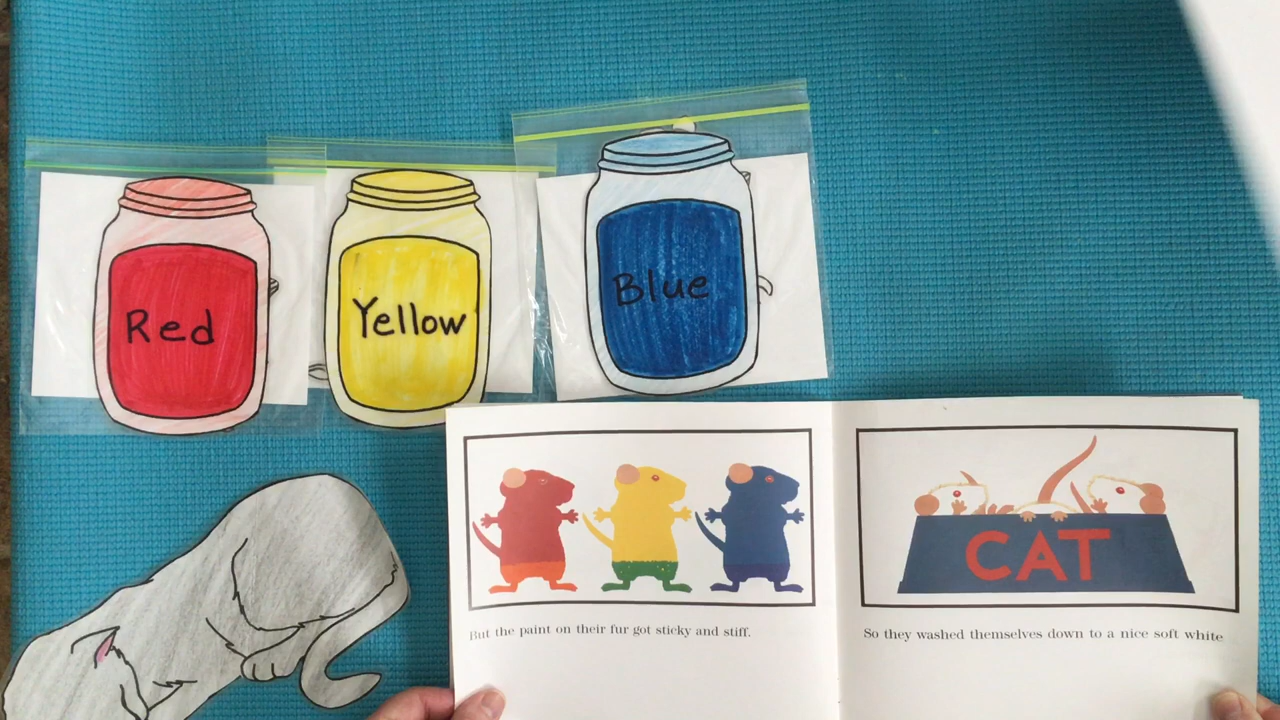 Red
Yellow
Blue
But the paint on their fur got sticky and stiff.
CAT
So they washed themselves down to a nice soft white